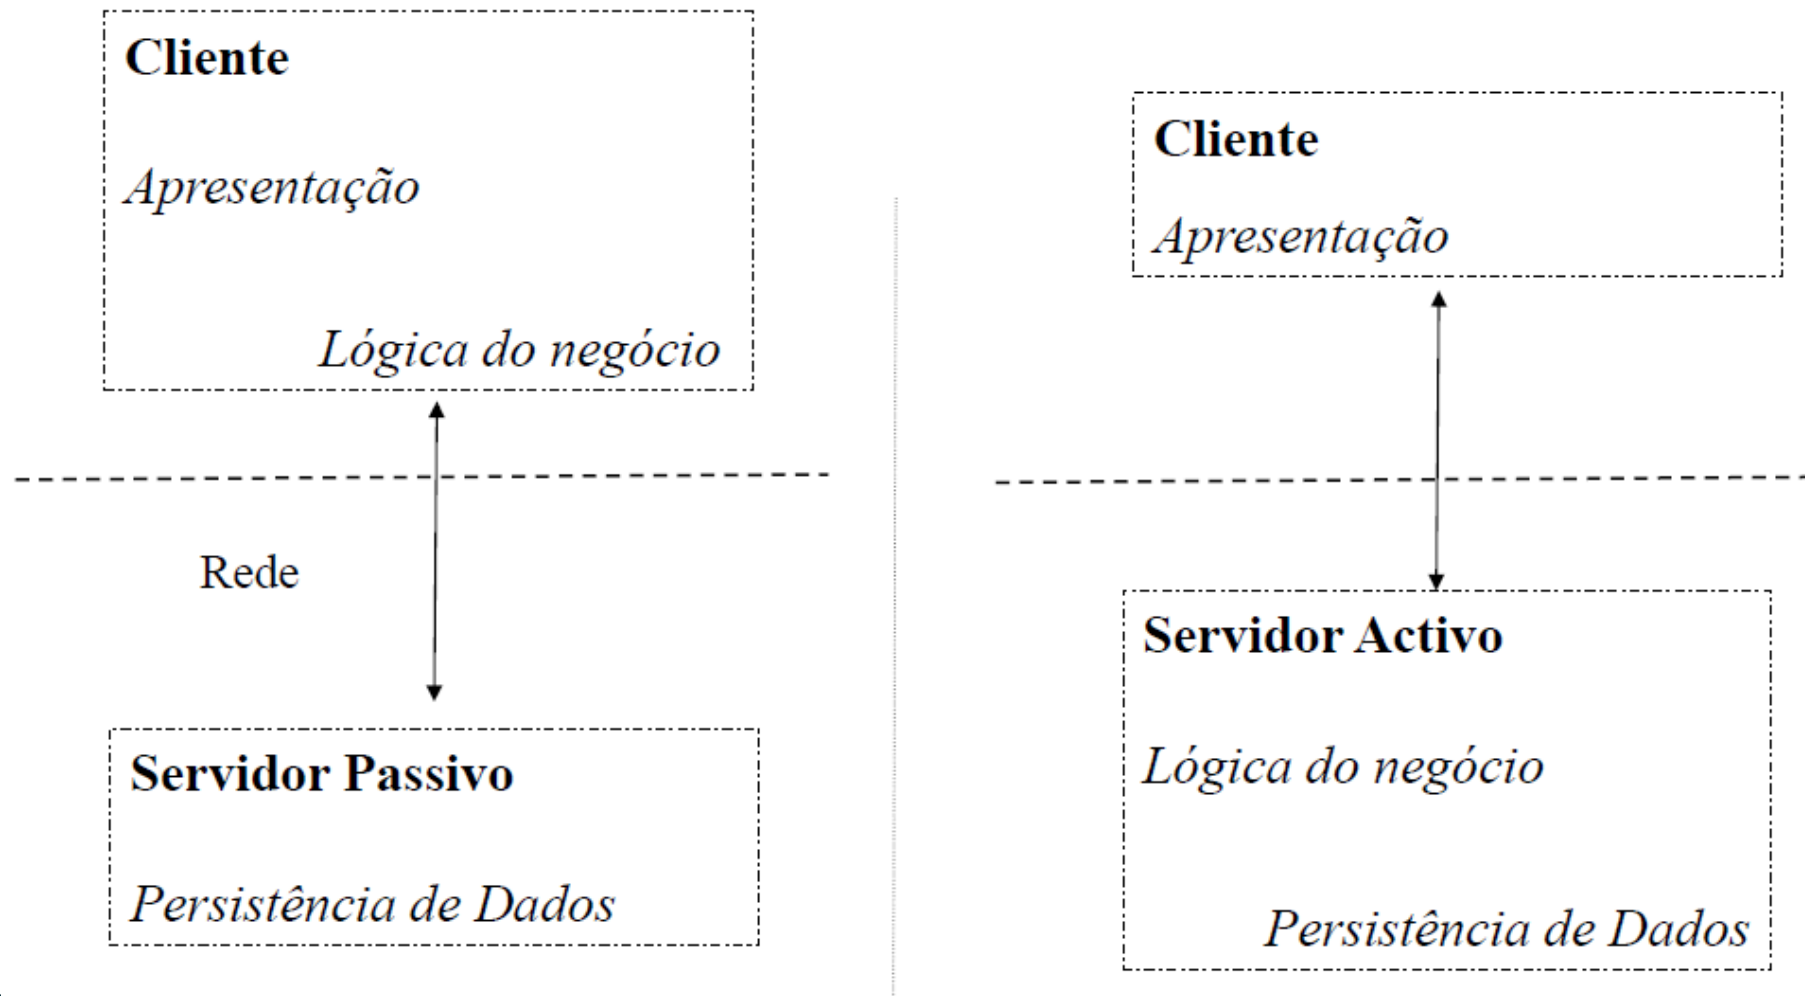 Cliente
Apresentação
Lógica do negócio
Rede
Servidor Passivo
Persistência de Dados
Cliente
Apresentação
Servidor Activo
Lógica do negócio
Persistência de Dados